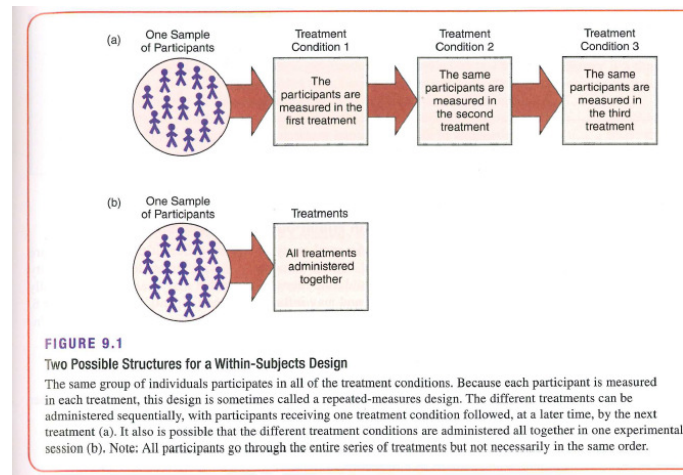 (a)
One Sample
of Participants
Treatment
Condition 1
Treatment
Condition 2
Treatment
Condition 3
The
participants are
measured in the
first treatment
The same
participants are
measured in
the second
treatment
The same
participants are
measured in
the third
treatment
(b)
One Sample
of Participants
Treatments
All treatments
administered
together
FIGURE 9.1
Two Possible Structures for a Within-Subjects Design
The same group of individuals participates in all of the treatment conditions. Because each participant is measured
in each treatment, this design is sometimes called a repeated-measures design. The different treatments can be
administered sequentially, with participants receiving one treatment condition followed, at a later time, by the next
treatment (a). It also is possible that the different treatment conditions are administered all together in one experimental
session (b). Note: All participants go through the entire series of treatments but not necessarily in the same order.